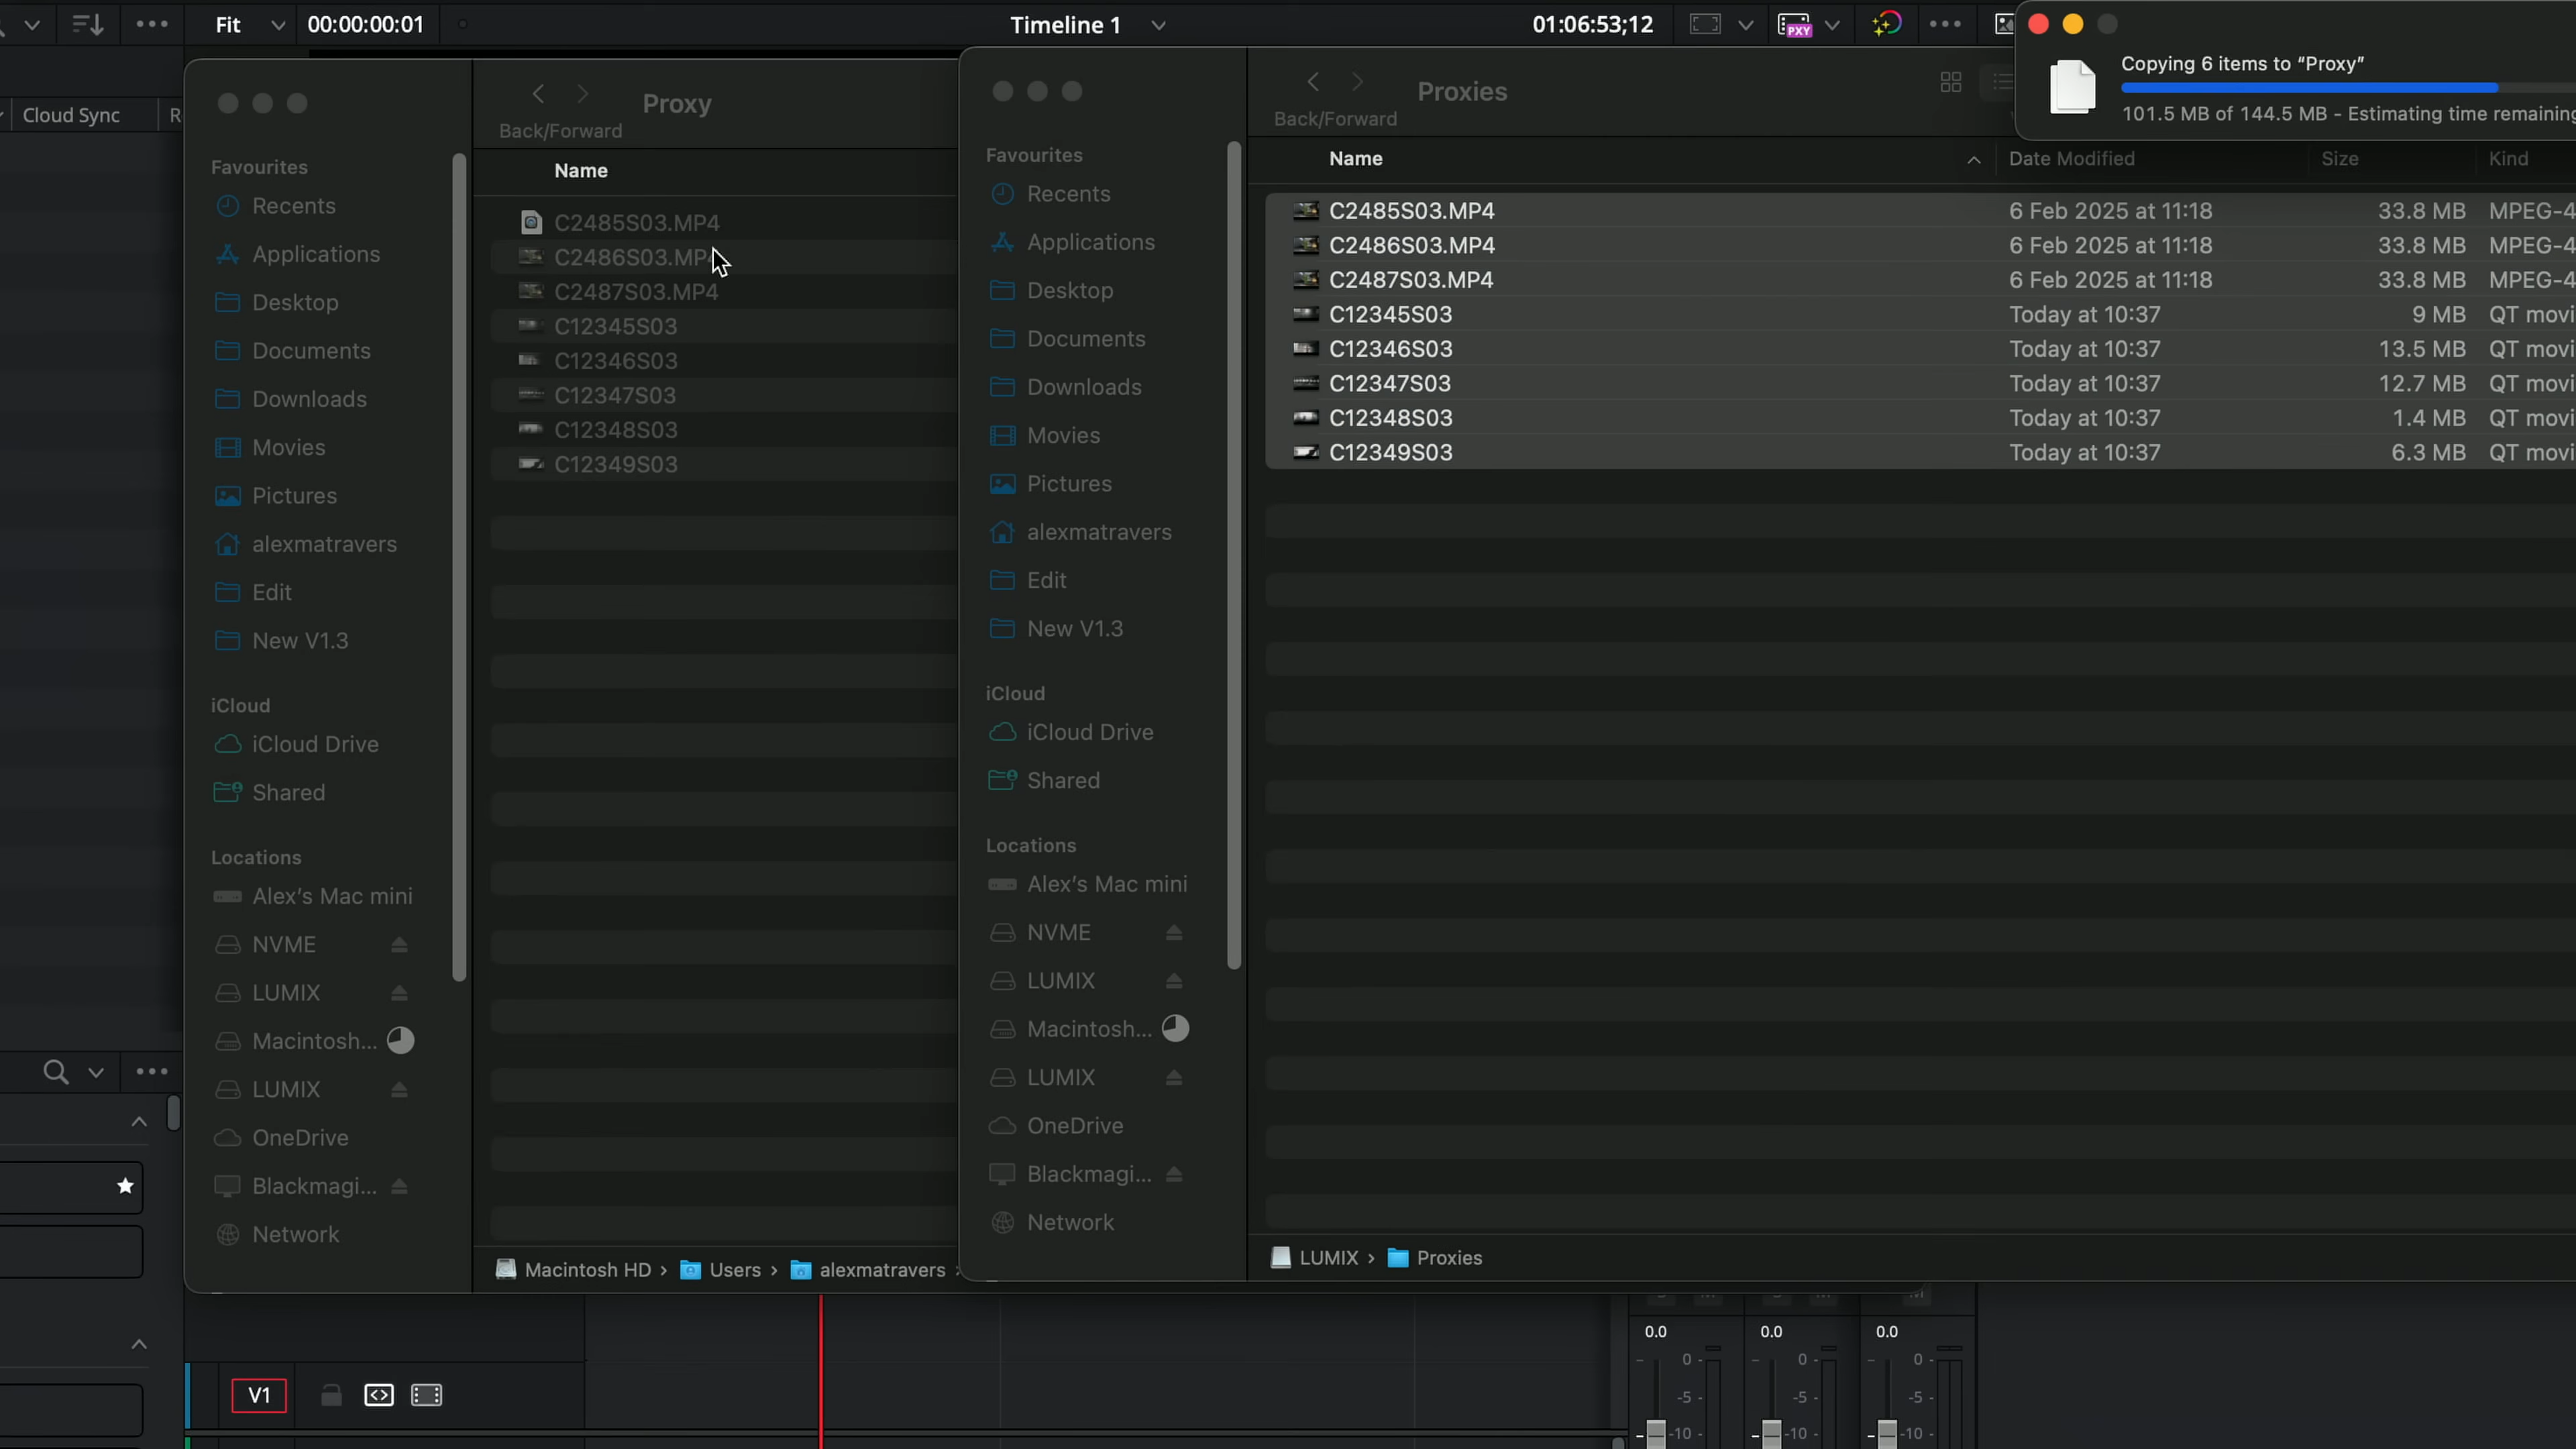 Fit
00:00:00:01
Timeline 1
01:06:53;12
PXY
Copying 6 items to “Proxy”
101.5 MB of 144.5 MB - Estimating time remaining
Cloud Sync
Proxy
Back/Forward
Name
Favourites
Recents
Applications
Desktop
Documents
Downloads
Movies
Pictures
alexmatravers
Edit
New V1.3
iCloud
iCloud Drive
Shared
Locations
Alex’s Mac mini
NVME
LUMIX
Macintosh...
LUMIX
OneDrive
Blackmagi...
Network
C2485S03.MP4
C2486S03.MP4
C2487S03.MP4
C12345S03
C12346S03
C12347S03
C12348S03
C12349S03
Macintosh HD › Users › alexmatravers
Proxies
Back/Forward
Favourites
Recents
Applications
Desktop
Documents
Downloads
Movies
Pictures
alexmatravers
Edit
New V1.3
iCloud
iCloud Drive
Shared
Locations
Alex’s Mac mini
NVME
LUMIX
Macintosh...
LUMIX
OneDrive
Blackmagi...
Network
Name Date Modified Size Kind
C2485S03.MP4 6 Feb 2025 at 11:18 33.8 MB MPEG-4
C2486S03.MP4 6 Feb 2025 at 11:18 33.8 MB MPEG-4
C2487S03.MP4 6 Feb 2025 at 11:18 33.8 MB MPEG-4
C12345S03 Today at 10:37 9 MB QT movi
C12346S03 Today at 10:37 13.5 MB QT movi
C12347S03 Today at 10:37 12.7 MB QT movi
C12348S03 Today at 10:37 1.4 MB QT movi
C12349S03 Today at 10:37 6.3 MB QT movi
LUMIX › Proxies
0.0 0.0 0.0
0 0 0
-5 -5 -5
-10 -10 -10
V1